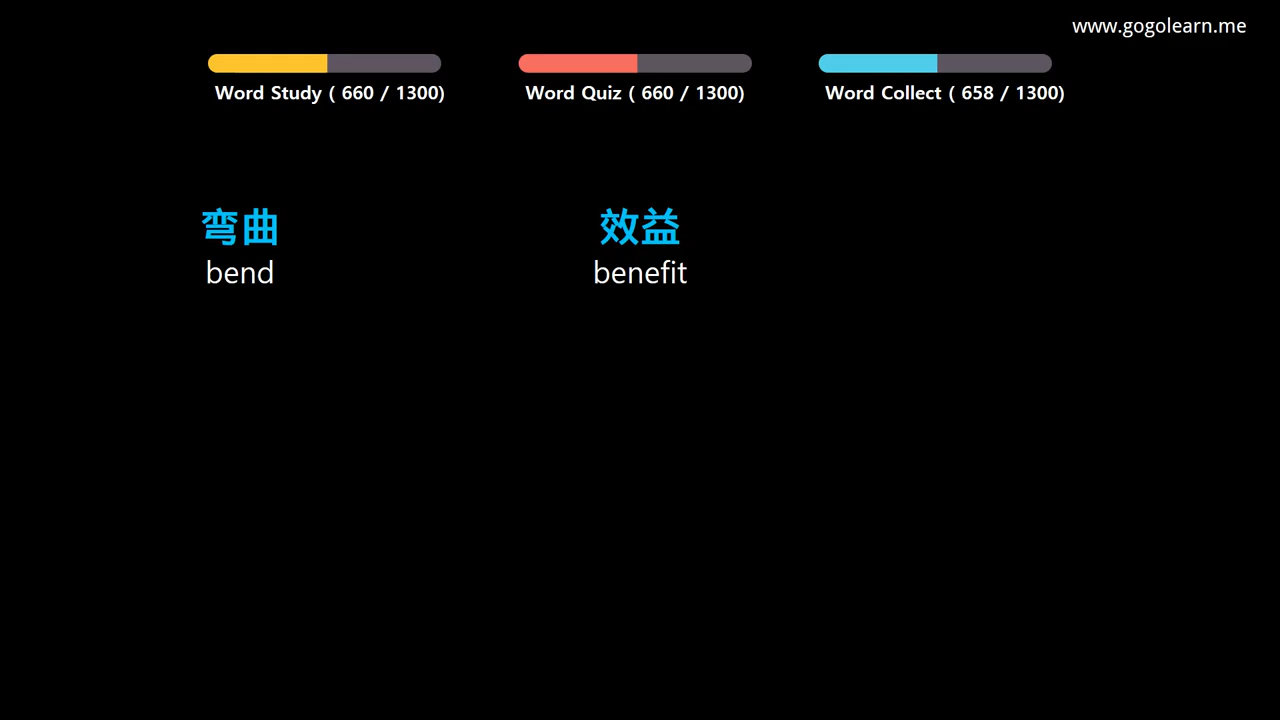 www.gogolearn.me
Word Study ( 660 / 1300)
Word Quiz ( 660 / 1300)
Word Collect ( 658 / 1300)
弯曲
bend
效益
benefit